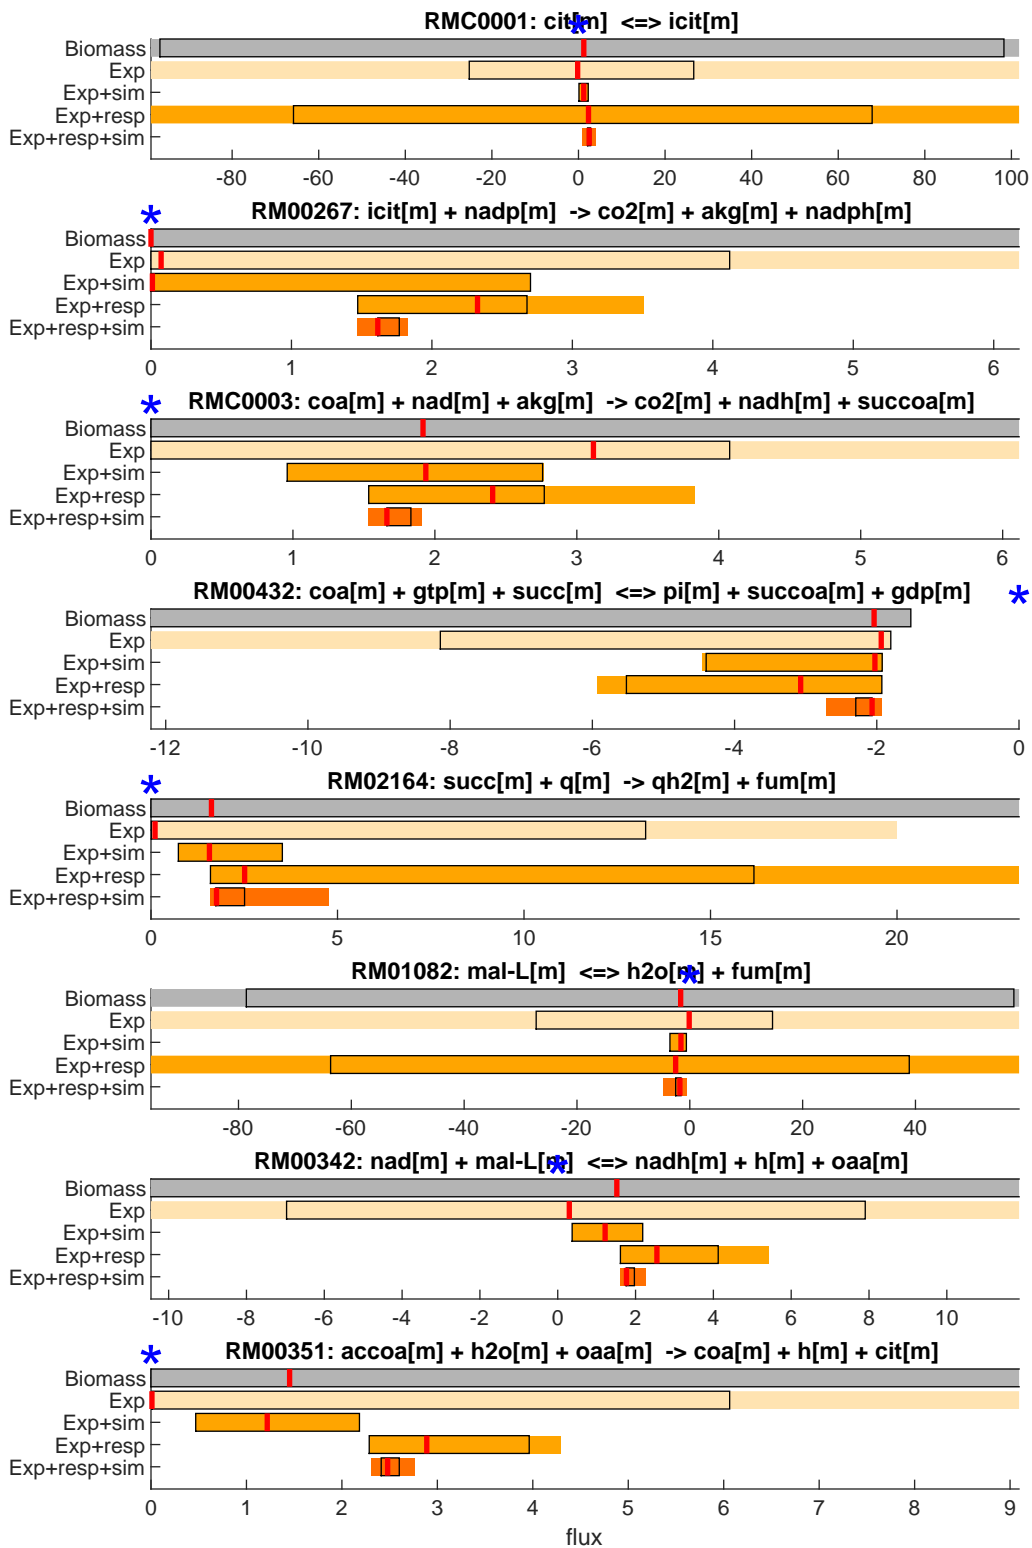 RMC0001: cit[m] <=> icit[m]
Biomass
Exp
Exp+sim
Exp+resp
Exp+resp+sim
-80 -60 -40 -20 0 20 40 60 80 100
RM00267: icit[m] + nadp[m] -> co2[m] + akg[m] + nadph[m]
Biomass
Exp
Exp+sim
Exp+resp
Exp+resp+sim
0 1 2 3 4 5 6
RMC0003: coa[m] + nad[m] + akg[m] -> co2[m] + nadh[m] + succoa[m]
Biomass
Exp
Exp+sim
Exp+resp
Exp+resp+sim
0 1 2 3 4 5 6
RM00432: coa[m] + gtp[m] + succ[m] <=> pi[m] + succoa[m] + gdp[m]
Biomass
Exp
Exp+sim
Exp+resp
Exp+resp+sim
-12 -10 -8 -6 -4 -2 0
RM02164: succ[m] + q[m] -> qh2[m] + fum[m]
Biomass
Exp
Exp+sim
Exp+resp
Exp+resp+sim
0 5 10 15 20
RM01082: mal-L[m] <=> h2o[m] + fum[m]
Biomass
Exp
Exp+sim
Exp+resp
Exp+resp+sim
-80 -60 -40 -20 0 20 40
RM00342: nad[m] + mal-L[m] <=> nadh[m] + h[m] + oaa[m]
Biomass
Exp
Exp+sim
Exp+resp
Exp+resp+sim
-10 -8 -6 -4 -2 0 2 4 6 8 10
RM00351: accoa[m] + h2o[m] + oaa[m] -> coa[m] + h[m] + cit[m]
Biomass
Exp
Exp+sim
Exp+resp
Exp+resp+sim
0 1 2 3 4 5 6 7 8 9
flux